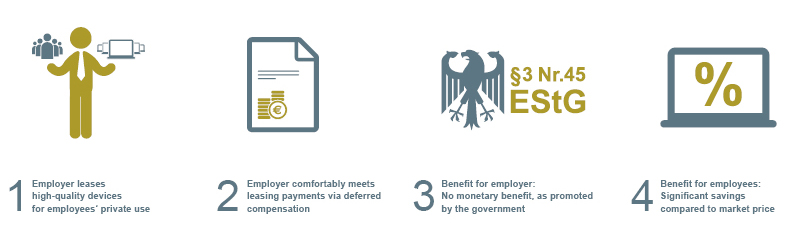 §3 Nr.45
EStG
%
€
1
Employer leases
high-quality devices
for employees' private use
2
Employer comfortably meets
leasing payments via deferred
compensation
3
Benefit for employer:
No monetary benefit, as promoted
by the government
4
Benefit for employees:
Significant savings
compared to market price